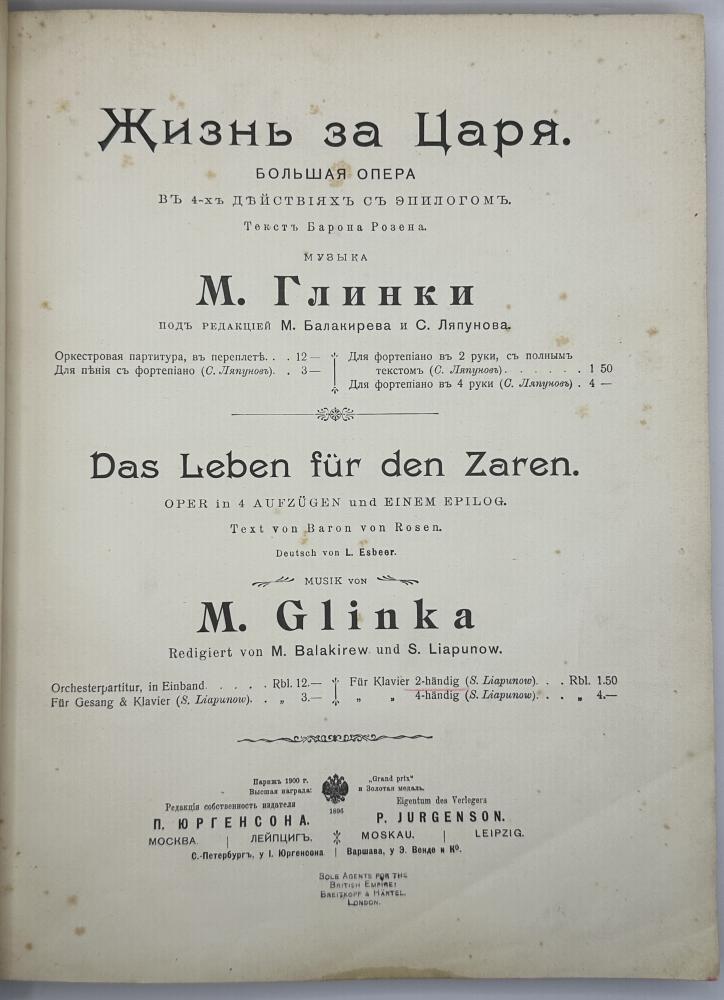 Жизнь за Царя.
БОЛЬШАЯ ОПЕРА
ВЪ 4-хъ ДѢЙСТВІЯХЪ СЪ ЭПИЛОГОМЪ.
Текстъ Барона Розена.
МУЗЫКА
М. Глинки
ПОДЪ РЕДАКЦІЕЙ М. Балакирева и С. Ляпунова.
Оркестровая партитура, въ переплетѣ. . . 12 —
Для пѣнія съ фортепіано (С. Ляпуновъ). . 3—
Для фортепіано въ 2 руки, съ полнымъ
текстомъ (С. Ляпуновъ). . . . . . 1 50
Для фортепіано въ 4 руки (С. Ляпуновъ) . 4 —
Das Leben für den Zaren.
OPER in 4 AUFZÜGEN und EINEM EPILOG.
Text von Baron von Rosen.
Deutsch von L. Esbeer.
MUSIK VON
M. Glinka
Redigiert von M. Balakirew und S. Liapunow.
Orchesterpartitur, in Einband. . . . . Rbl. 12.—
Für Gesang & Klavier (S. Liapunow). . „ 3.—
Für Klavier 2-händig (S. Liapunow). . . Rbl. 1.50
„ „ 4-händig (S. Liapunow). . . „ 4.—
Парижъ 1900 г. „Grand prix“
Высшая награда: и Золотая медаль.
1896
Редакція собственность издателя
П. ЮРГЕНСОНА.
МОСКВА | ЛЕЙПЦИГЪ.
Eigentum des Verlegers
P. JURGENSON.
MOSKAU. | LEIPZIG.
С.-Петербургъ, у І. Юргенсона | Варшава, у Э. Венде и Ко.
SOLE AGENTS FOR THE
BRITISH EMPIRE:
BREITKOPF & HÄRTEL,
LONDON.